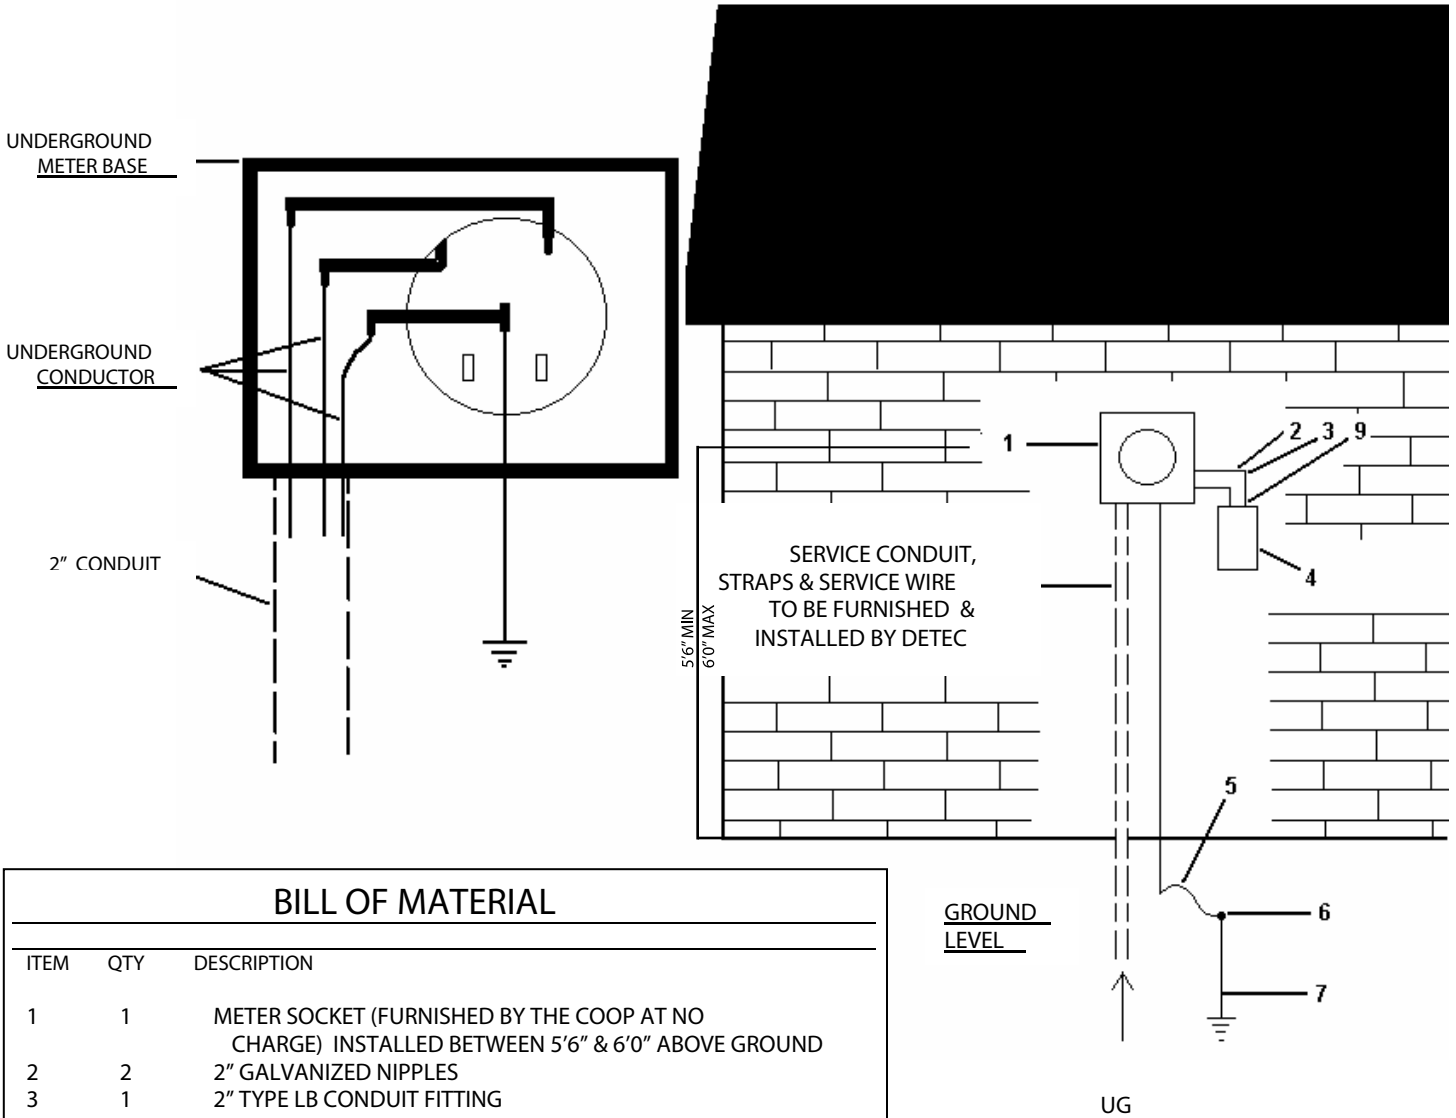 UNDERGROUND
METER BASE
UNDERGROUND
CONDUCTOR
2” CONDUIT
1
2 3 9
4
SERVICE CONDUIT,
STRAPS & SERVICE WIRE
TO BE FURNISHED &
INSTALLED BY DETEC
5’6” MIN
6’0” MAX
5
6
7
GROUND
LEVEL
UG
BILL OF MATERIAL
ITEM QTY DESCRIPTION
1 1 METER SOCKET (FURNISHED BY THE COOP AT NO
CHARGE) INSTALLED BETWEEN 5’6” & 6’0” ABOVE GROUND
2 2 2” GALVANIZED NIPPLES
3 1 2” TYPE LB CONDUIT FITTING